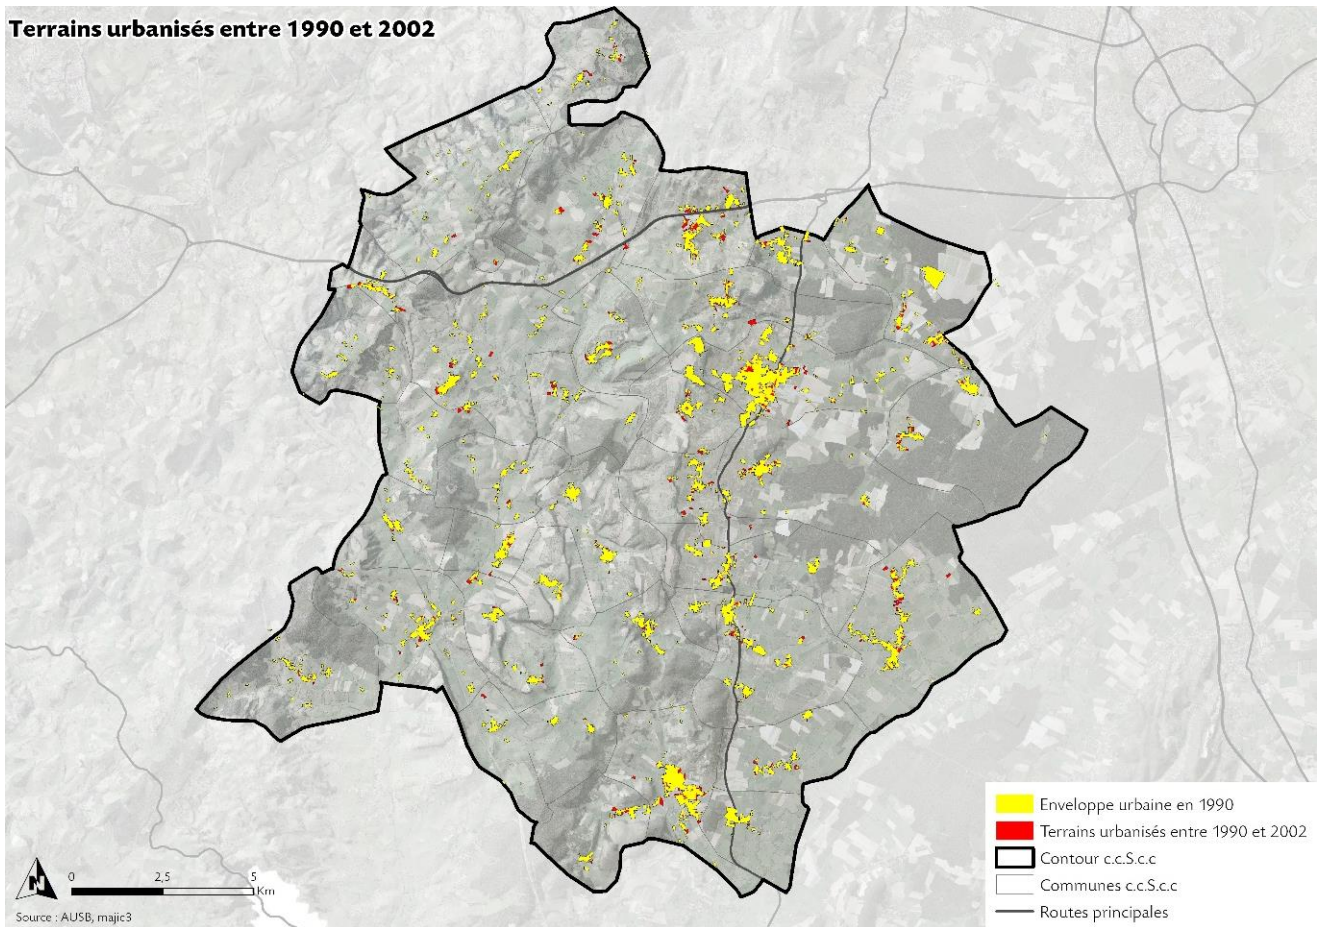 Terrains urbanisés entre 1990 et 2002
Enveloppe urbaine en 1990
Terrains urbanisés entre 1990 et 2002
Contour c.c.S.c.c
Communes c.c.S.c.c
Routes principales
N
0 2,5 5
Km
Source : AUSB, majic3